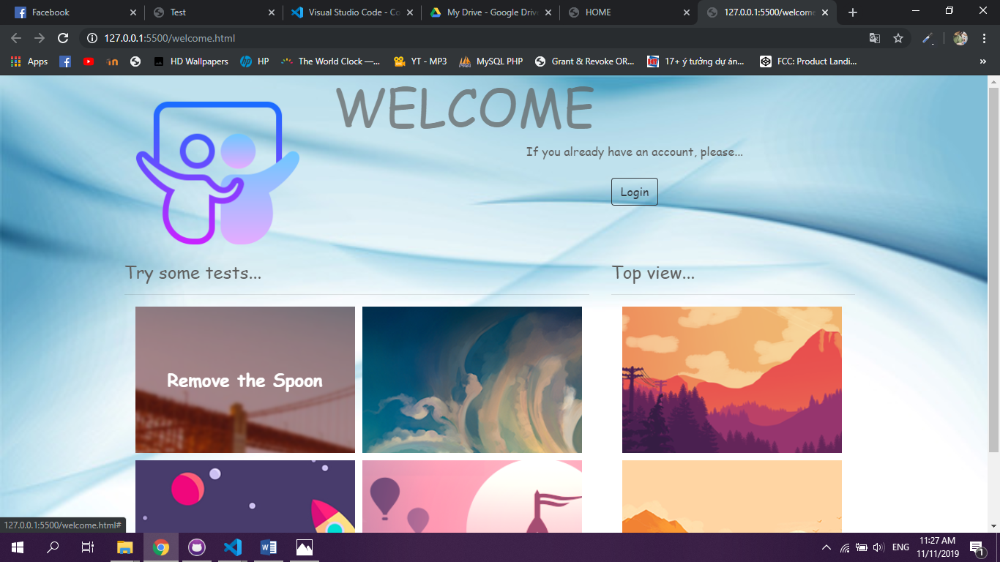 Facebook
Test
Visual Studio Code - Co
My Drive - Google Drive
HOME
127.0.0.1:5500/welcome
127.0.0.1:5500/welcome.html
Apps
HD Wallpapers
HP
The World Clock —...
YT - MP3
MySQL PHP
Grant & Revoke OR...
17+ ý tưởng dự án...
FCC: Product Landi...
WELCOME
If you already have an account, please...
Login
Try some tests...
Top view...
Remove the Spoon
127.0.0.1:5500/welcome.html#
ENG
11:27 AM
11/11/2019
1